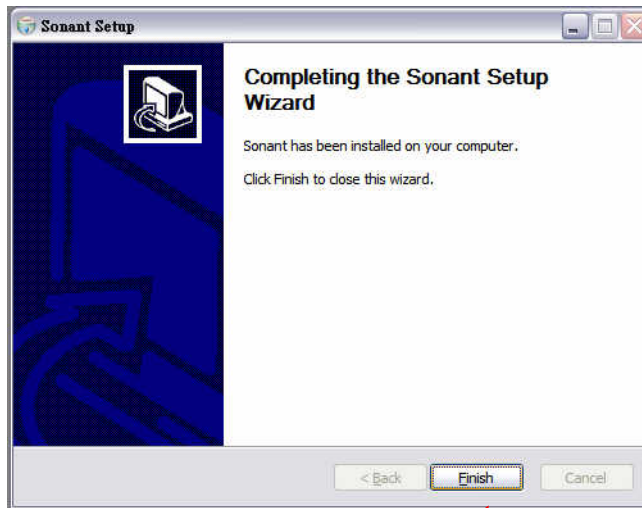 Sonant Setup
Completing the Sonant Setup
Wizard
Sonant has been installed on your computer.
Click Finish to close this wizard.
< Back
Finish
Cancel